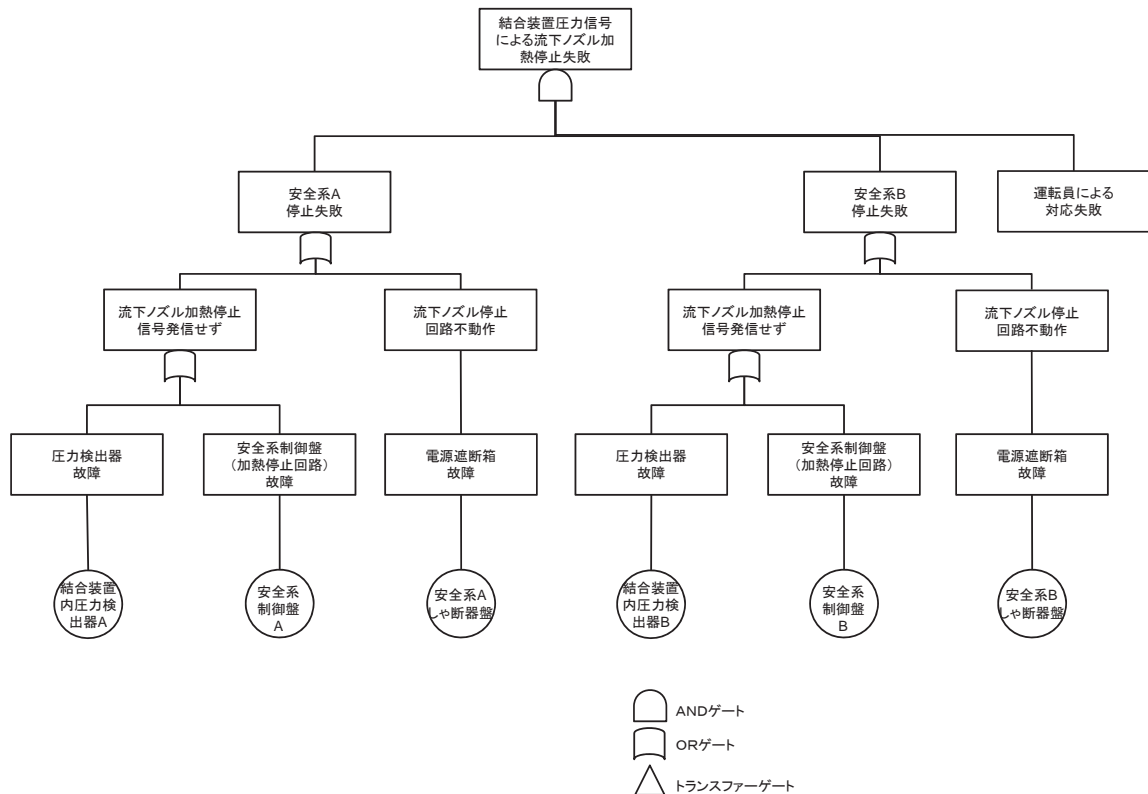 結合装置圧力信号
による流下ノズル加
熱停止失敗
安全系A
停止失敗
安全系B
停止失敗
運転員による
対応失敗
流下ノズル加熱停止
信号発信せず
流下ノズル停止
回路不動作
流下ノズル加熱停止
信号発信せず
流下ノズル停止
回路不動作
圧力検出器
故障
安全系制御盤
(加熱停止回路)
故障
電源遮断箱
故障
圧力検出器
故障
安全系制御盤
(加熱停止回路)
故障
電源遮断箱
故障
結合装置
内圧力検
出器A
安全系
制御盤
A
安全系A
しゃ断器盤
結合装置
内圧力検
出器B
安全系
制御盤
B
安全系B
しゃ断器盤
ANDゲート
ORゲート
トランスファーゲート